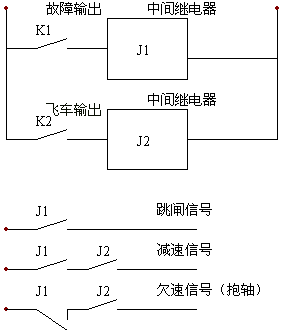 故障输出 中间继电器
K1
J1
中间继电器
飞车输出
K2
J2
J1 跳闸信号
J1 J2 减速信号
J1 J2 欠速信号（抱轴）